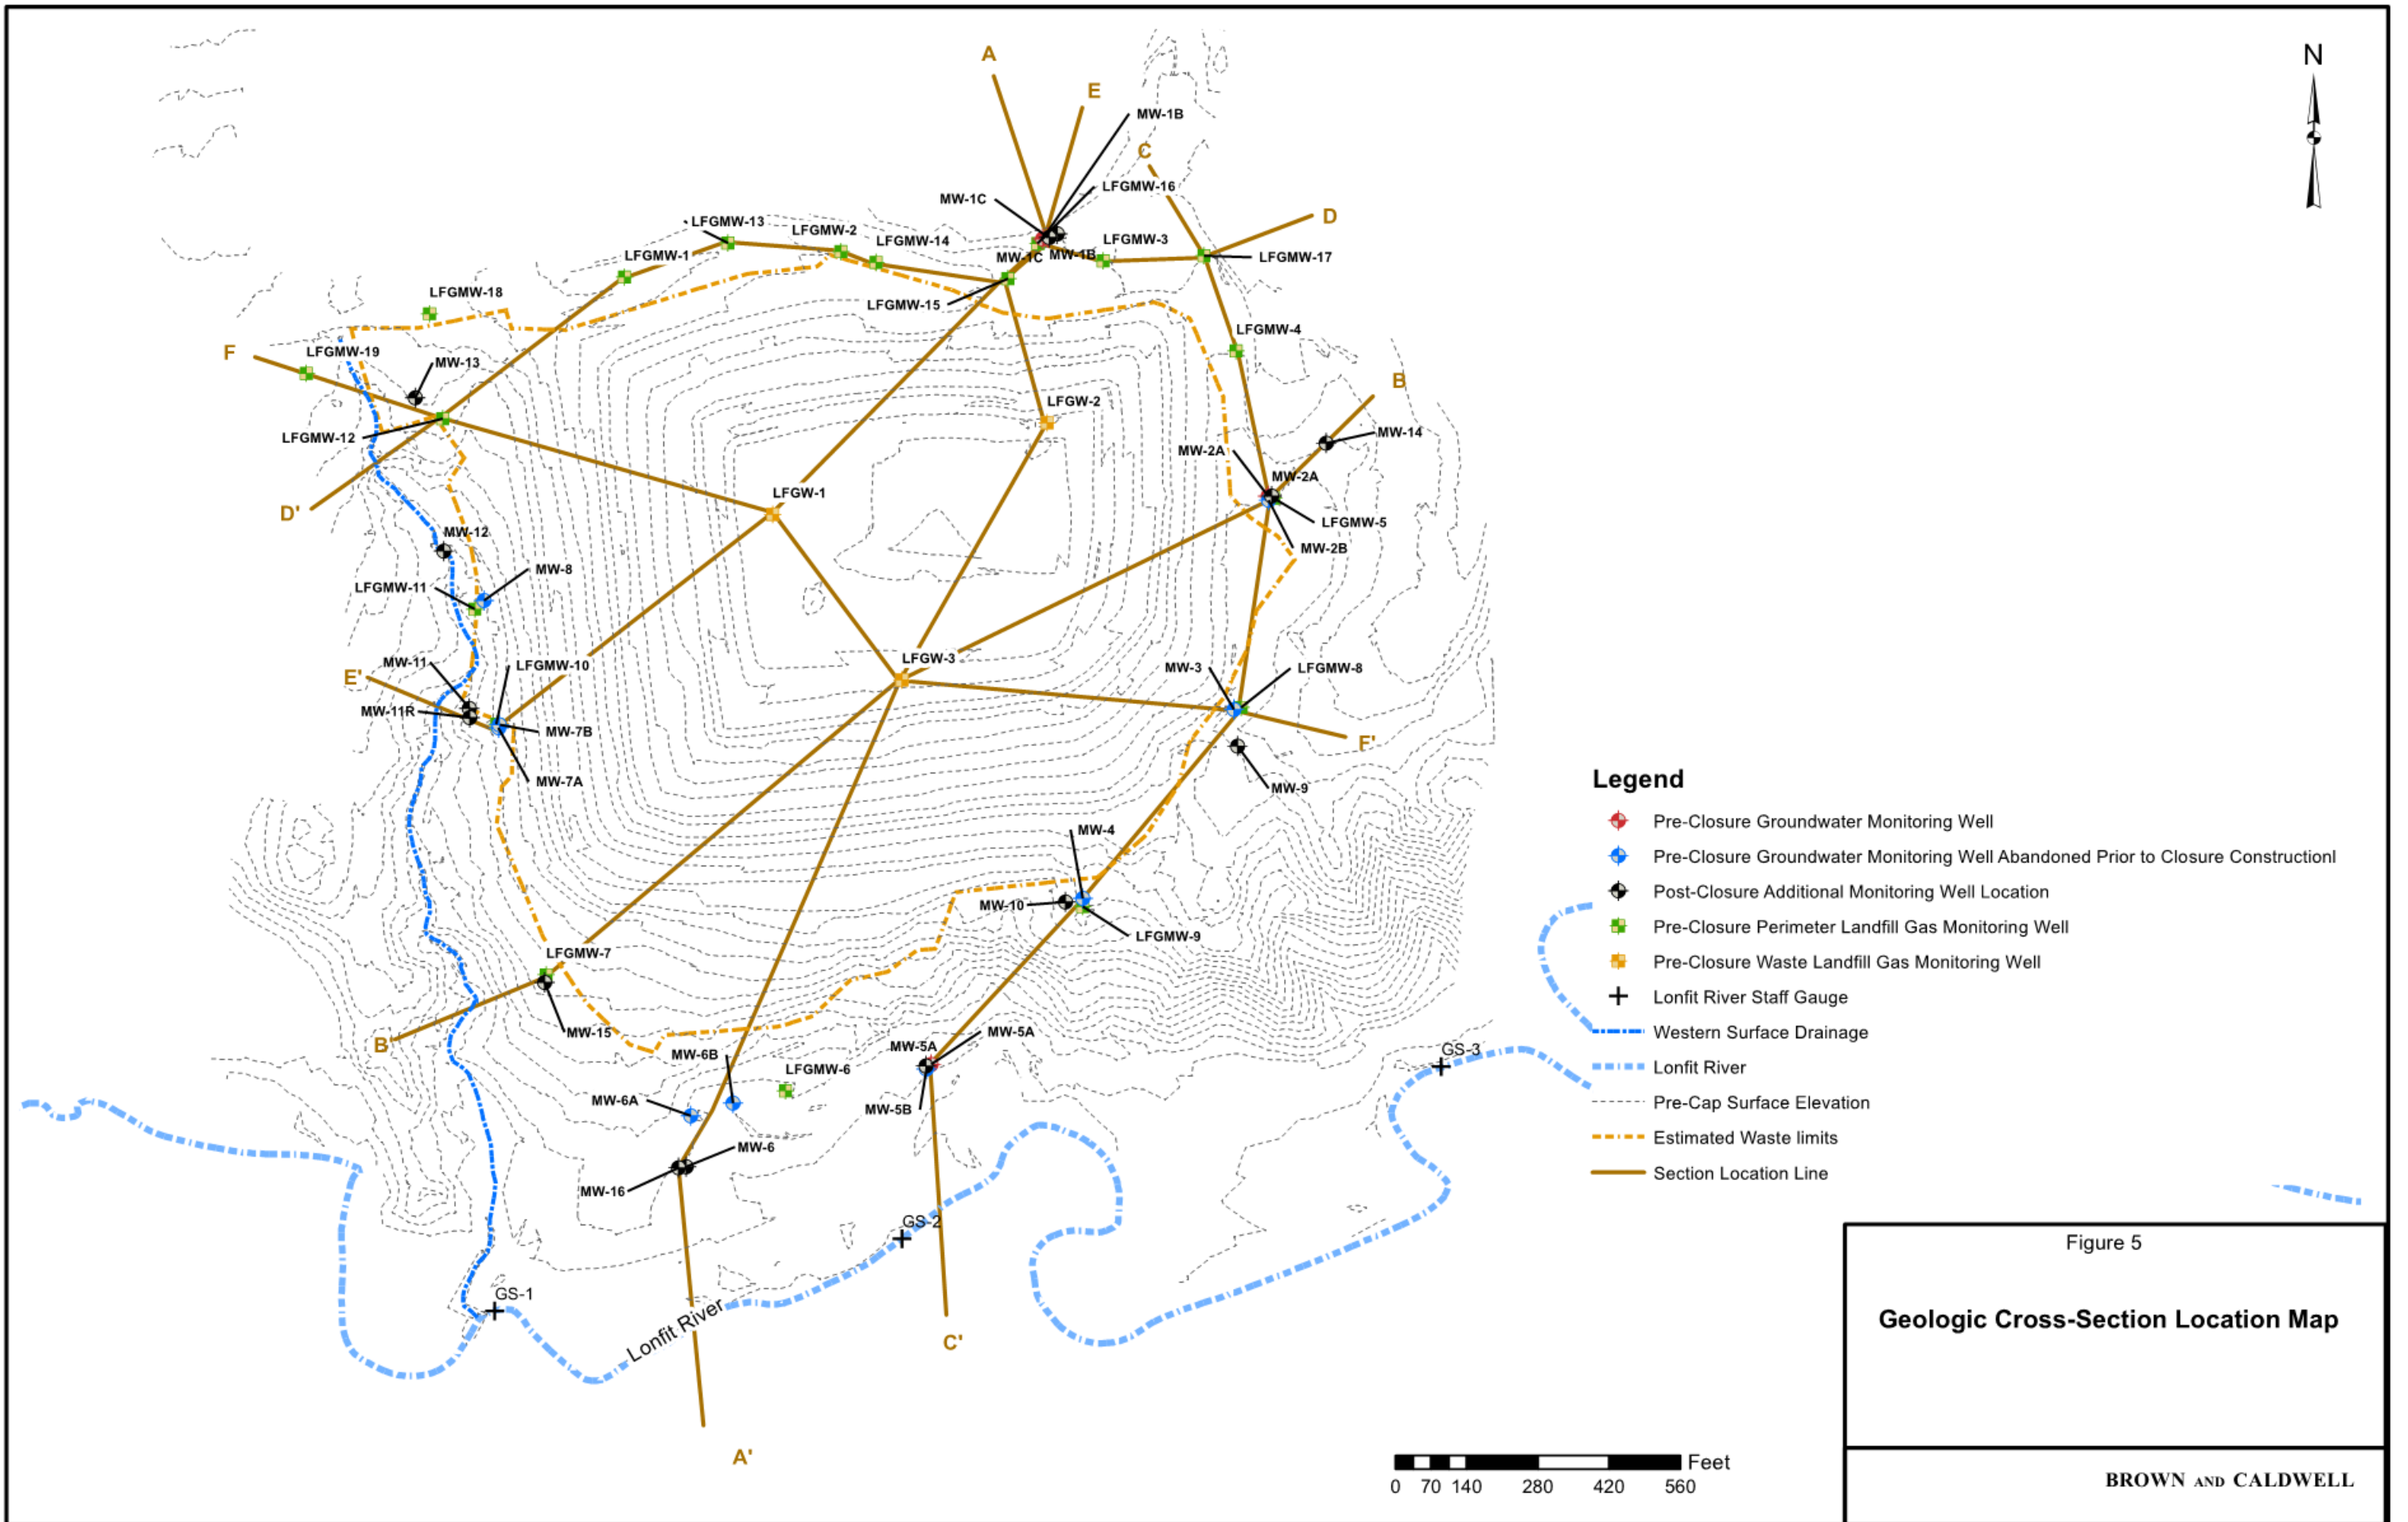 A
N
E
MW-1B
C
LFGMW-16
MW-1C
D
LFGMW-13
LFGMW-2
LFGMW-14
LFGMW-3
LFGMW-1
MW-1C
MW-1B
LFGMW-17
LFGMW-18
LFGMW-15
LFGMW-4
F
LFGMW-19
MW-13
B
LFGW-2
LFGMW-12
MW-14
MW-2A
MW-2A
LFGW-1
D'
LFGMW-5
MW-12
MW-2B
MW-8
LFGMW-11
LFGW-3
MW-11
LFGMW-10
MW-3
LFGMW-8
E'
MW-11R
MW-7B
F'
MW-7A
MW-9
MW-4
MW-10
LFGMW-9
LFGMW-7
MW-15
B'
MW-5A
MW-5A
MW-6B
LFGMW-6
GS-3
MW-6A
MW-5B
MW-6
MW-16
GS-2
GS-1
Lonfit River
C'
A'
Legend
Pre-Closure Groundwater Monitoring Well
Pre-Closure Groundwater Monitoring Well Abandoned Prior to Closure Constructionl
Post-Closure Additional Monitoring Well Location
Pre-Closure Perimeter Landfill Gas Monitoring Well
Pre-Closure Waste Landfill Gas Monitoring Well
Lonfit River Staff Gauge
Western Surface Drainage
Lonfit River
Pre-Cap Surface Elevation
Estimated Waste limits
Section Location Line
Feet
0 70 140 280 420 560
Figure 5
Geologic Cross-Section Location Map
BROWN AND CALDWELL